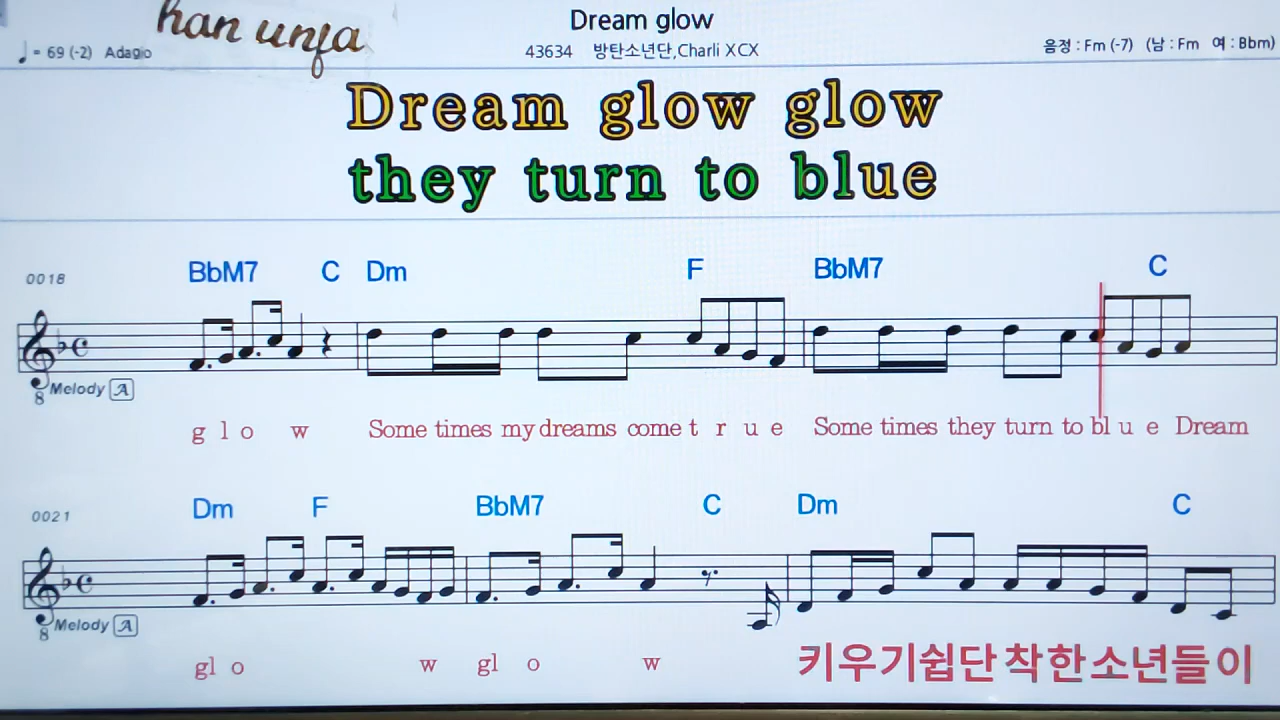 han unfa
Dream glow
♩ = 69 (-2) Adagio
43634 방탄소년단,Charli XCX
음정 : Fm (-7) (남 : Fm 여 : Bbm)
Dream glow glow
they turn to blue
0018 BbM7 C Dm F BbM7 C
8 Melody A
g l o w Some times my dreams come t r u e Some times they turn to bl u e Dream
0021 Dm F BbM7 C Dm C
8 Melody A
gl o w gl o w 키우기쉽단 착한소년들이